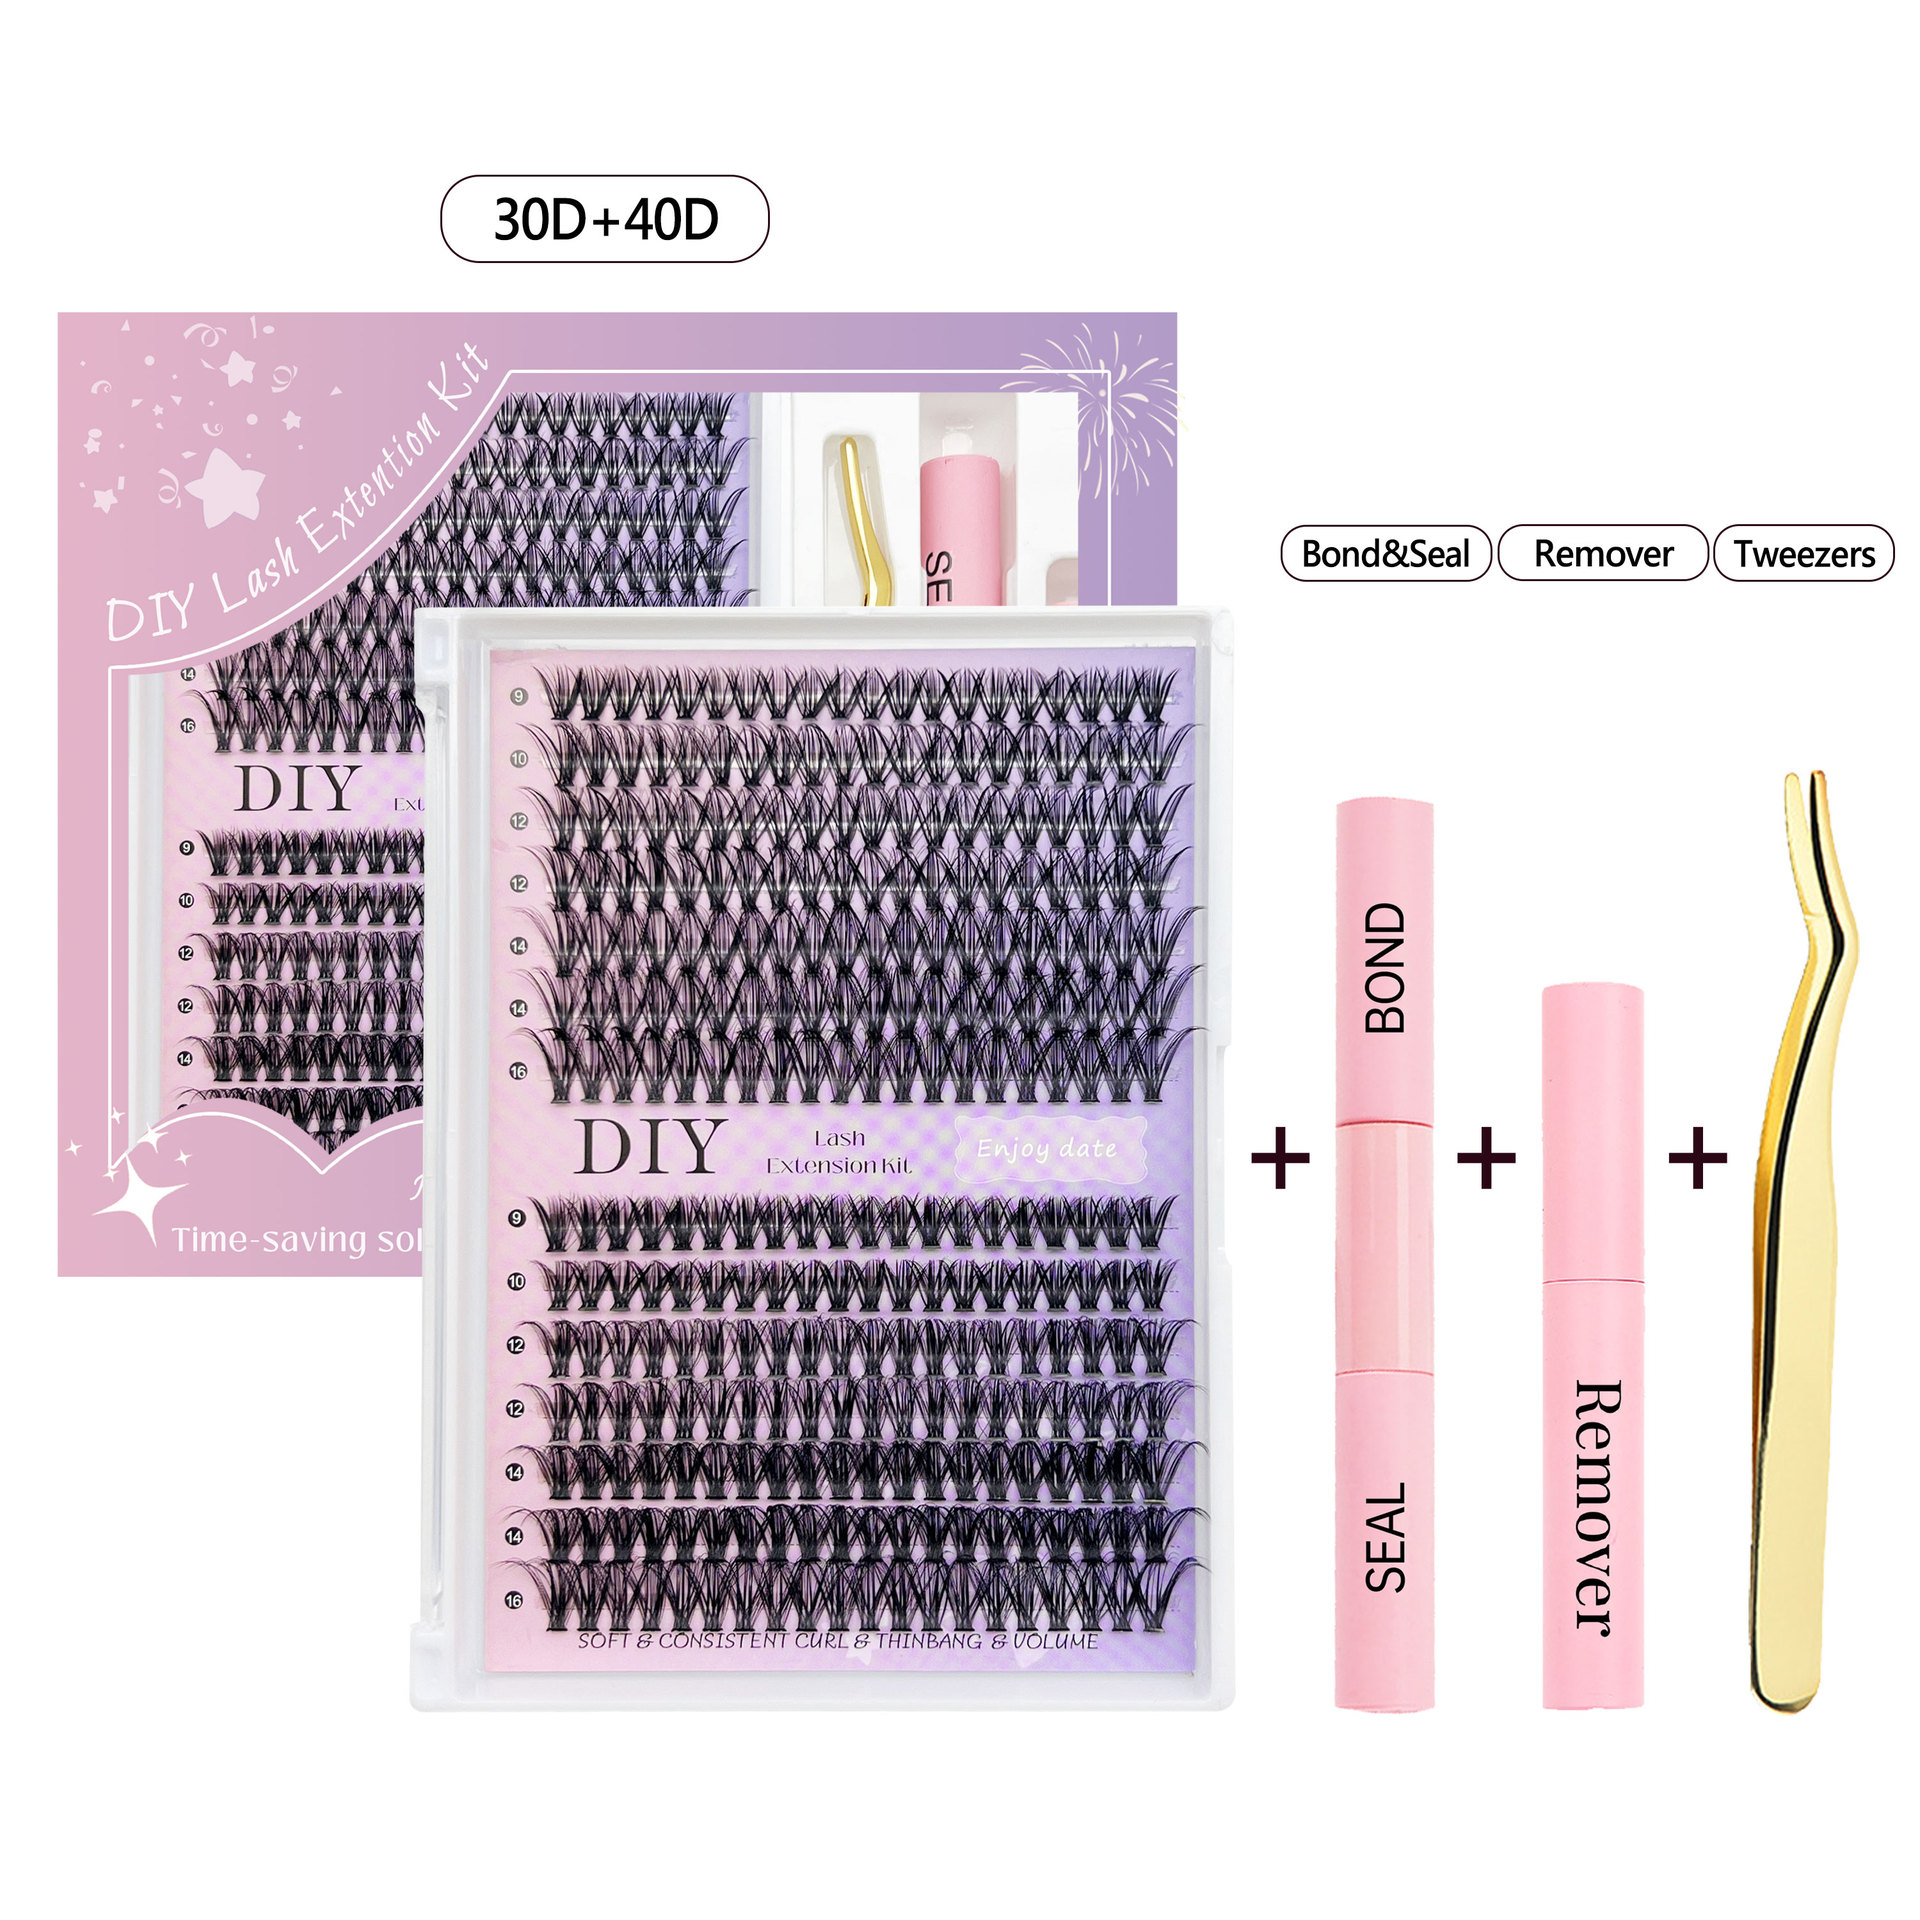 30D+40D
DIY Lash Extention Kit
SE
14
16
DIY
9
10
12
12
14
Time-saving
9
10
12
12
14
14
16
DIY
Lash
Extension Kit
Enjoy date
9
10
12
12
14
14
16
SOFT & CONSISTENT CURL & THINBANG & VOLUME
Bond&Seal
Remover
Tweezers
+
BOND
SEAL
+
Remover
+